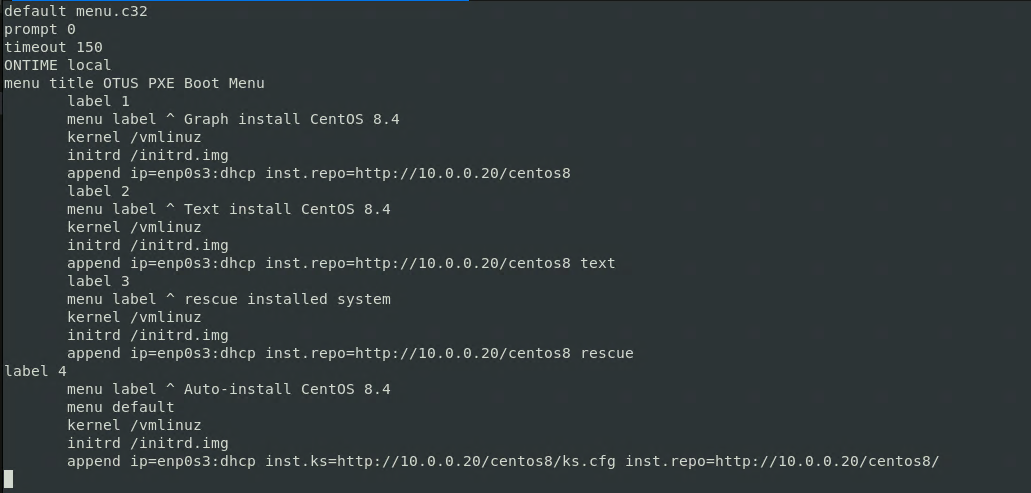 default menu.c32
prompt 0
timeout 150
ONTIME local
menu title OTUS PXE Boot Menu
label 1
menu label ^ Graph install CentOS 8.4
kernel /vmlinuz
initrd /initrd.img
append ip=enp0s3:dhcp inst.repo=http://10.0.0.20/centos8
label 2
menu label ^ Text install CentOS 8.4
kernel /vmlinuz
initrd /initrd.img
append ip=enp0s3:dhcp inst.repo=http://10.0.0.20/centos8 text
label 3
menu label ^ rescue installed system
kernel /vmlinuz
initrd /initrd.img
append ip=enp0s3:dhcp inst.repo=http://10.0.0.20/centos8 rescue
label 4
menu label ^ Auto-install CentOS 8.4
menu default
kernel /vmlinuz
initrd /initrd.img
append ip=enp0s3:dhcp inst.ks=http://10.0.0.20/centos8/ks.cfg inst.repo=http://10.0.0.20/centos8/